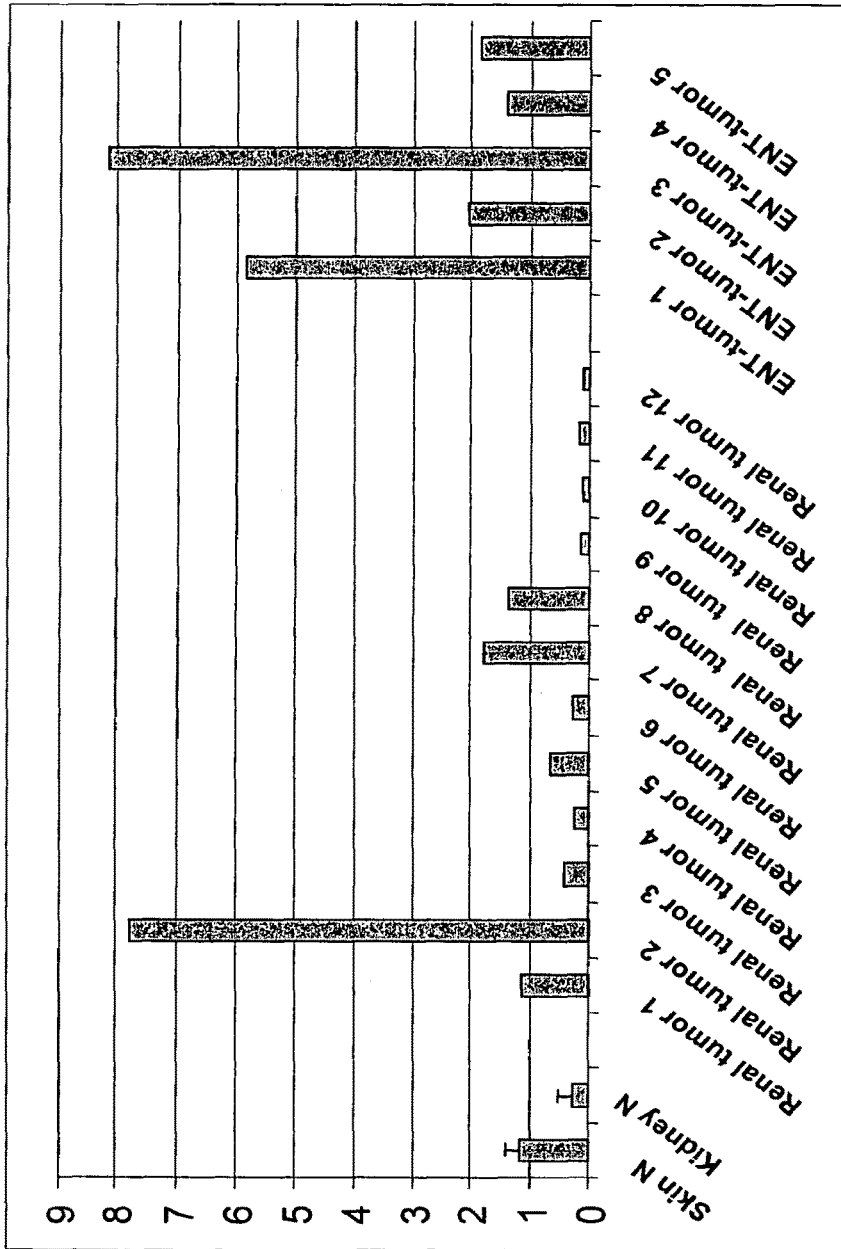 9
8
7
6
5
4
3
2
1
0
Skin N
Kidney N
Renal tumor 1
Renal tumor 2
Renal tumor 3
Renal tumor 4
Renal tumor 5
Renal tumor 6
Renal tumor 7
Renal tumor 8
Renal tumor 9
Renal tumor 10
Renal tumor 11
Renal tumor 12
ENT-tumor 1
ENT-tumor 2
ENT-tumor 3
ENT-tumor 4
ENT-tumor 5